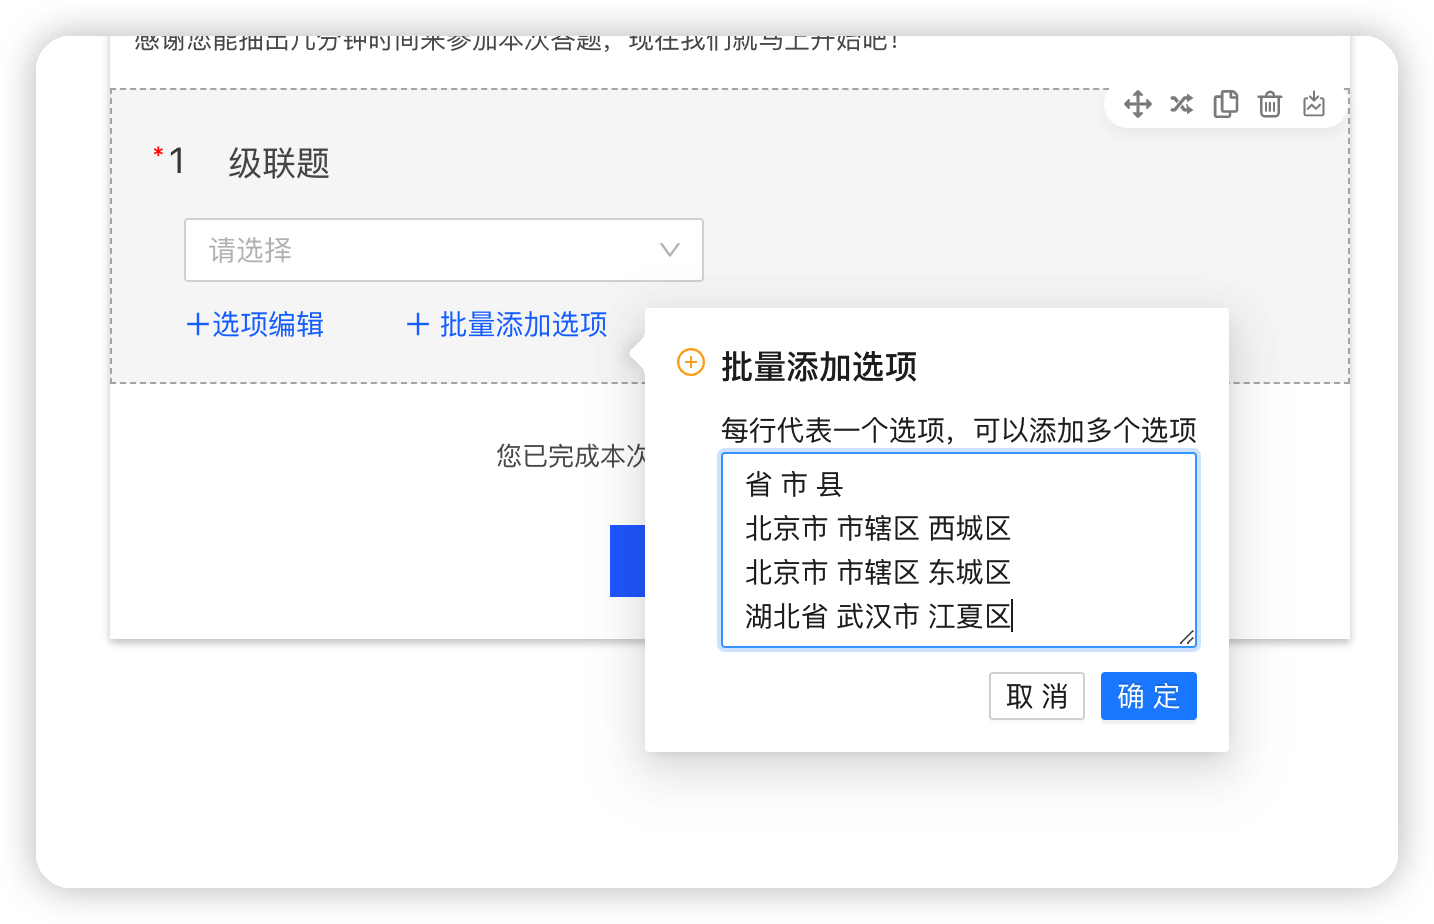 感谢您能抽出几分钟时间来参加本次答题，现在我们就马上开始吧！
*1 级联题
请选择
+选项编辑 + 批量添加选项
批量添加选项
每行代表一个选项，可以添加多个选项
省 市 县
北京市 市辖区 西城区
北京市 市辖区 东城区
湖北省 武汉市 江夏区
取 消 确 定
您已完成本次